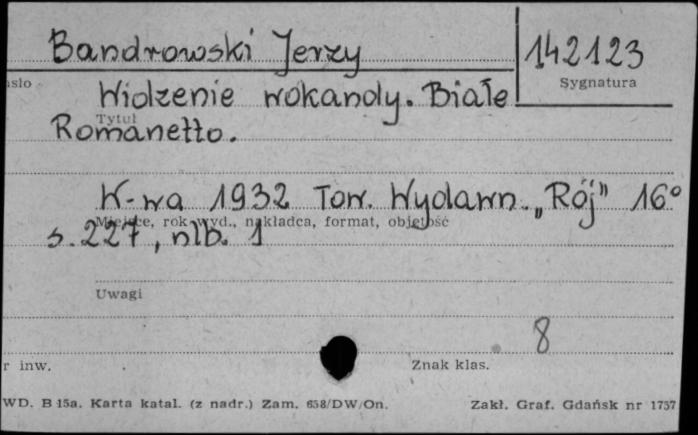 Bandrowski Jerzy
142123
Sygnatura
asło
Widzenie wokandy. Białe
Tytuł
Romanetto.
W-wa 1932 Tow. Wydawn. „Rój” 16°
Miejsce, rok wyd., nakładca, format, objętość
s. 227, nlb. 1
Uwagi
8
r inw.
Znak klas.
WD. B 15a. Karta katal. (z nadr.) Zam. 658/DW/On.
Zakł. Graf. Gdańsk nr 1757